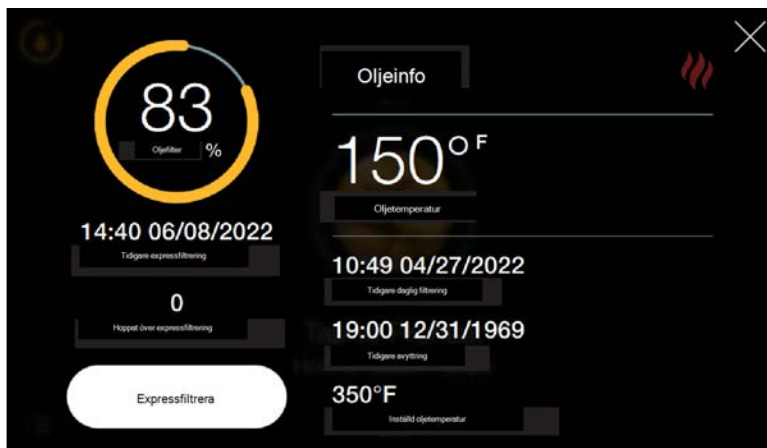 83
Oljefilter %
14:40 06/08/2022
Tidigare expressfiltrering
0
Hoppat över expressfiltrering
Expressfiltrera
Oljeinfo
150°F
Oljetemperatur
10:49 04/27/2022
Tidigare daglig filtrering
19:00 12/31/1969
Tidigare avyttring
350°F
Inställd oljetemperatur